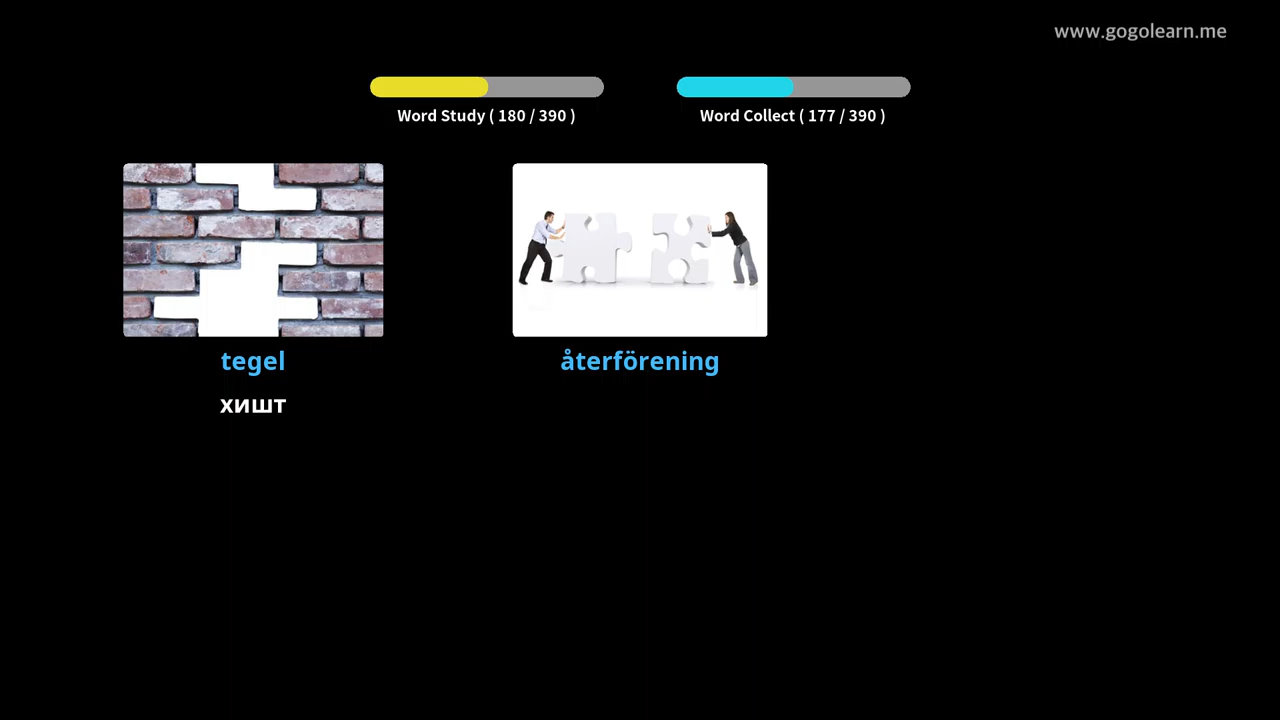 www.gogolearn.me
Word Study ( 180 / 390 )
Word Collect ( 177 / 390 )
tegel
återförening
хишт